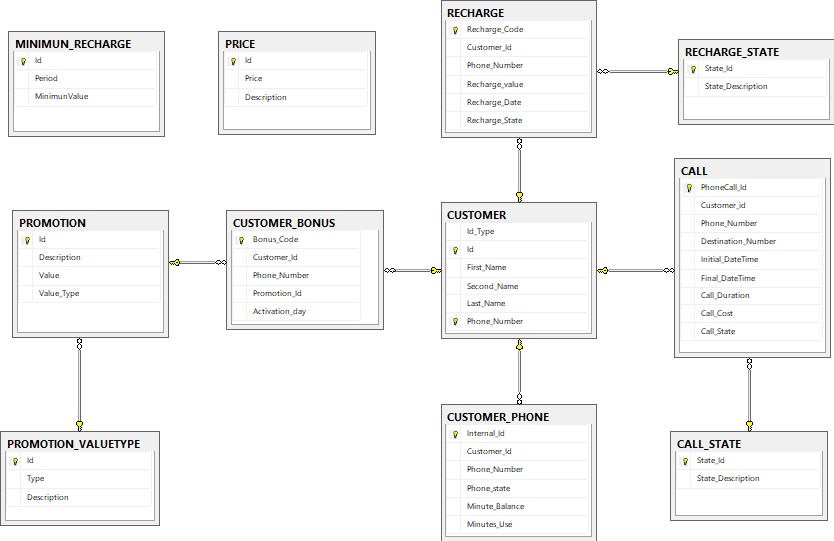 MINIMUN_RECHARGE
Id
Period
MinimunValue
PRICE
Id
Price
Description
RECHARGE
Recharge_Code
Customer_Id
Phone_Number
Recharge_value
Recharge_Date
Recharge_State
RECHARGE_STATE
State_Id
State_Description
PROMOTION
Id
Description
Value
Value_Type
CUSTOMER_BONUS
Bonus_Code
Customer_Id
Phone_Number
Promotion_Id
Activation_day
CUSTOMER
Id_Type
Id
First_Name
Second_Name
Last_Name
Phone_Number
CALL
PhoneCall_Id
Customer_id
Phone_Number
Destination_Number
Initial_DateTime
Final_DateTime
Call_Duration
Call_Cost
Call_State
PROMOTION_VALUETYPE
Id
Type
Description
CUSTOMER_PHONE
Internal_Id
Customer_Id
Phone_Number
Phone_state
Minute_Balance
Minutes_Use
CALL_STATE
State_Id
State_Description